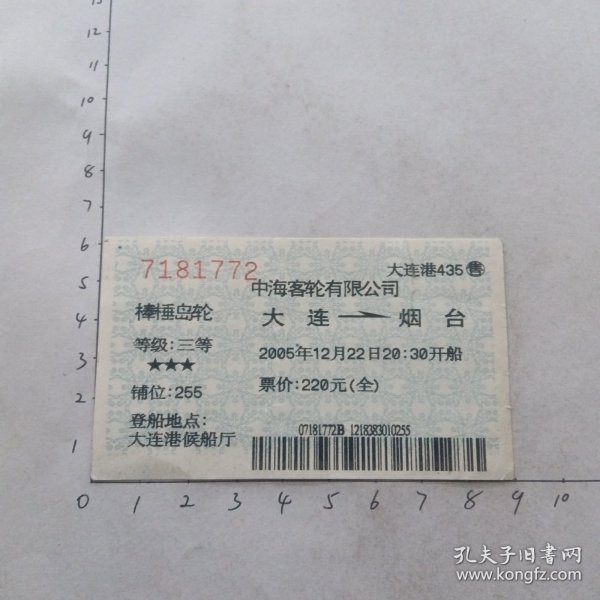 13
12
11
10
9
8
7
6
5
4
3
2
1
7181772
大连港435售
中海客轮有限公司
棒棰岛轮
大连 烟台
等级:三等
★★★
2005年12月22日20:30开船
铺位:255
票价:220元(全)
登船地点:
大连港候船厅
07181772B 1218383010255
0 1 2 3 4 5 6 7 8 9 10
孔夫子旧书网
www.kongfz.com